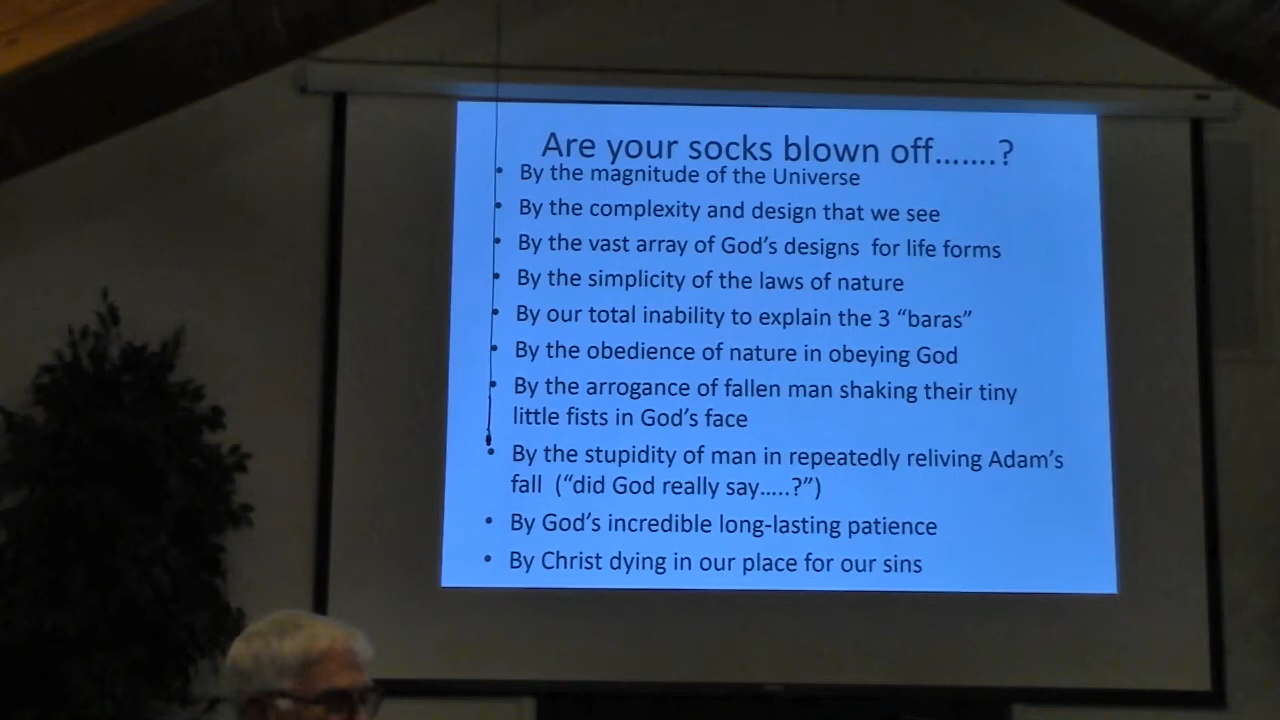 Are your socks blown off.......?
• By the magnitude of the Universe
• By the complexity and design that we see
• By the vast array of God’s designs  for life forms
• By the simplicity of the laws of nature
• By our total inability to explain the 3 “baras”
• By the obedience of nature in obeying God
• By the arrogance of fallen man shaking their tiny
little fists in God’s face
• By the stupidity of man in repeatedly reliving Adam’s
fall  (“did God really say.....?”)
• By God’s incredible long-lasting patience
• By Christ dying in our place for our sins